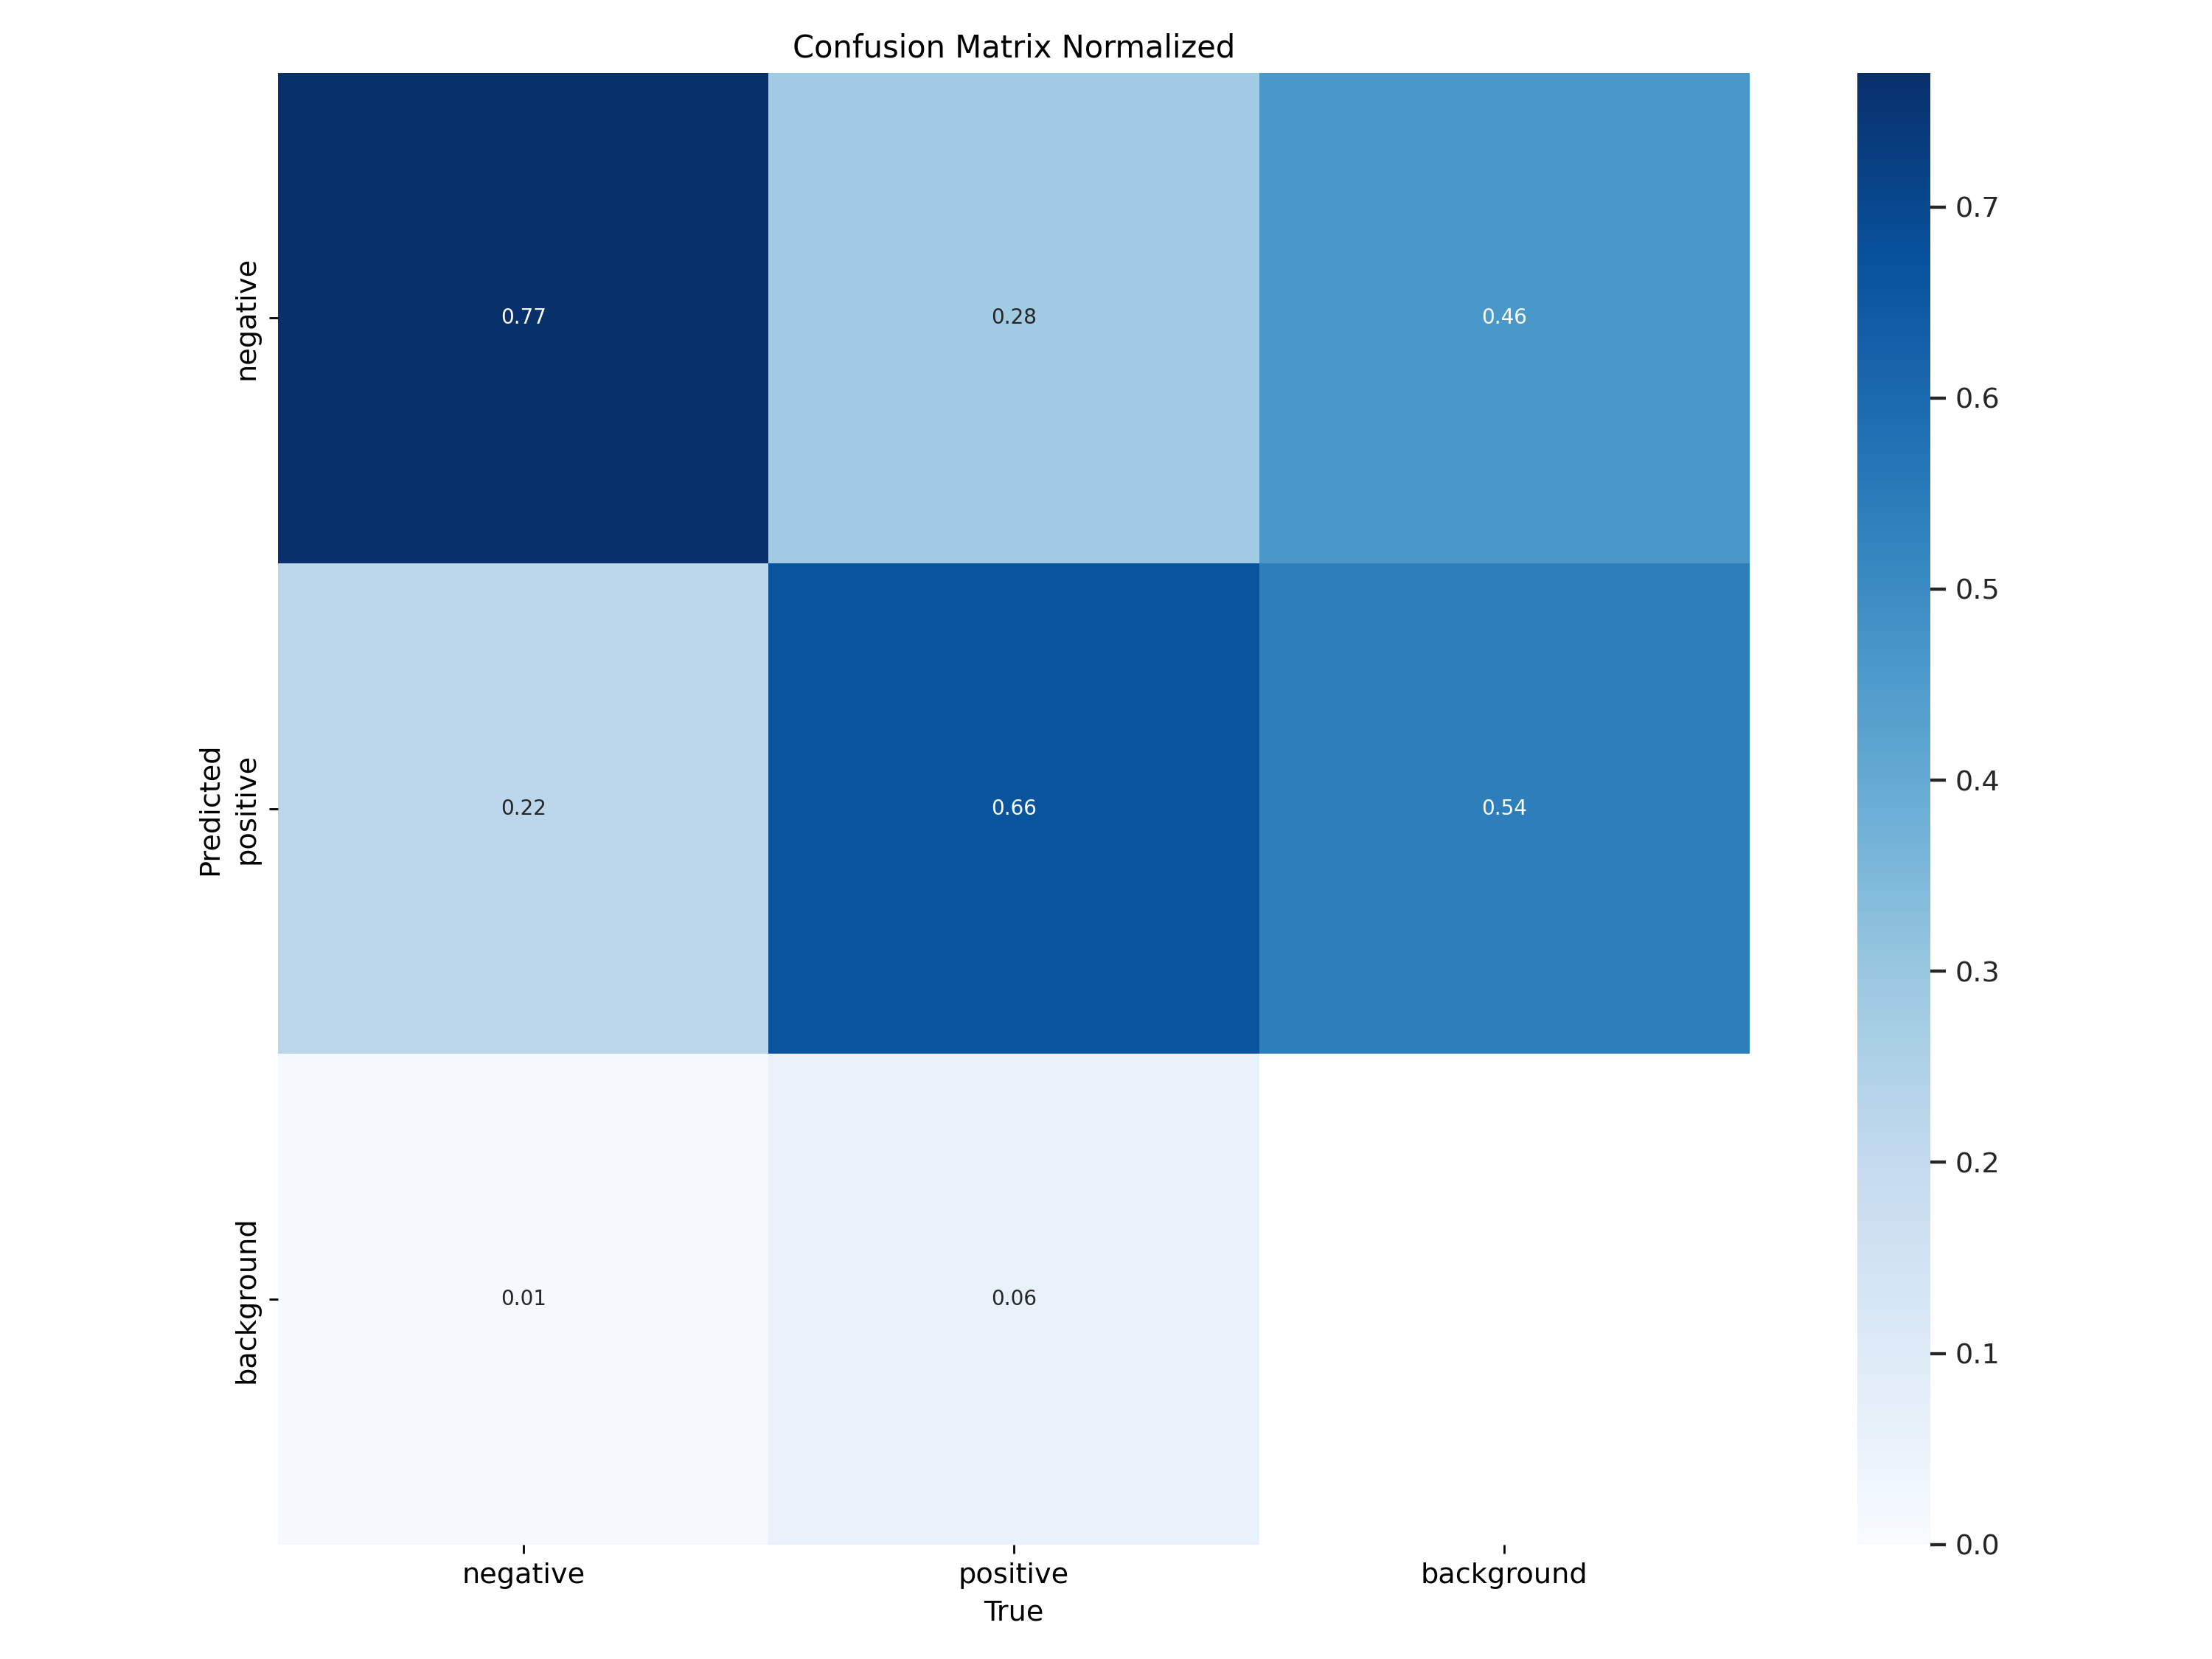 Confusion Matrix Normalized
negative
0.77
0.28
0.46
Predicted
positive
0.22
0.66
0.54
background
0.01
0.06
negative
positive
background
True
0.7
0.6
0.5
0.4
0.3
0.2
0.1
0.0